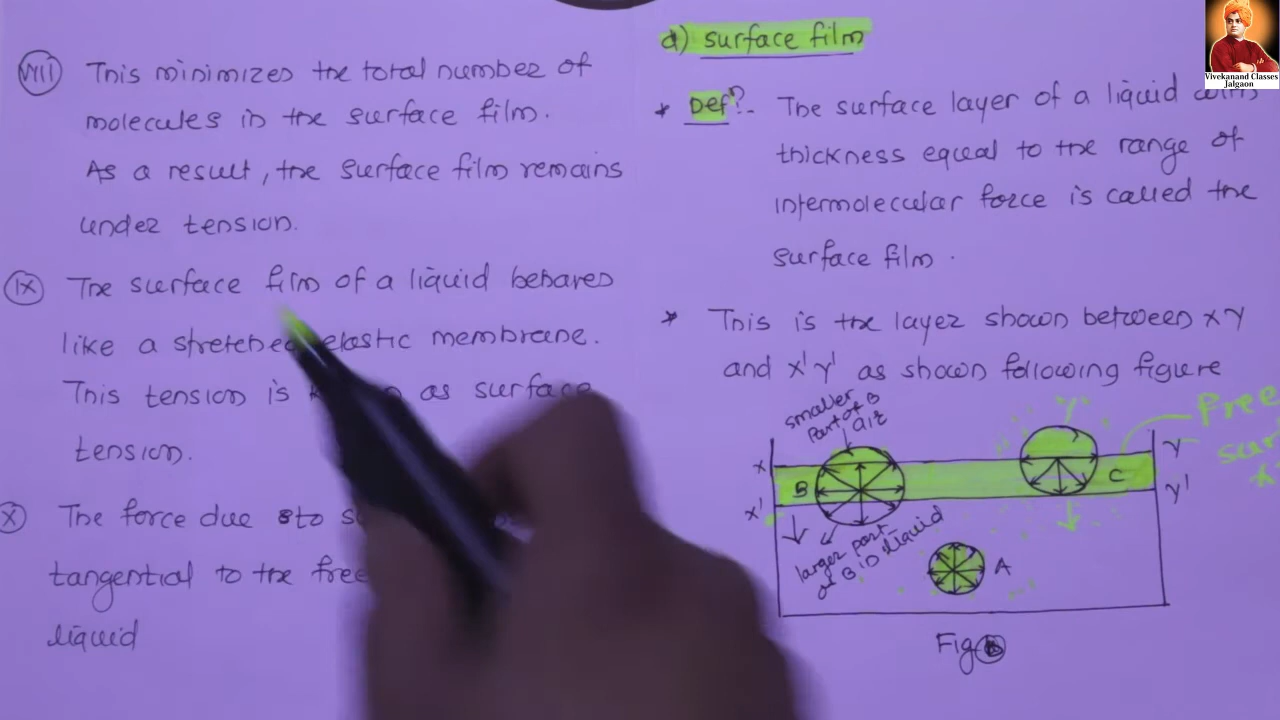 VIII This minimizes the total number of
molecules in the surface film.
As a result, the surface film remains
under tension.
IX The surface film of a liquid behaves
like a stretched elastic membrane.
This tension is as surface
tension.
X The force due to
tangential to the free
liquid
d) surface film
* Defn:- The surface layer of a liquid with
thickness equal to the range of
intermolecular force is called the
surface film.
* This is the layer shown between xy
and x'y' as shown following figure
smaller
part of B
air
Free
x
y
B
C
x'
y'
larger part
of B in liquid
A
Fig
Vivekanand Classes
Jalgaon